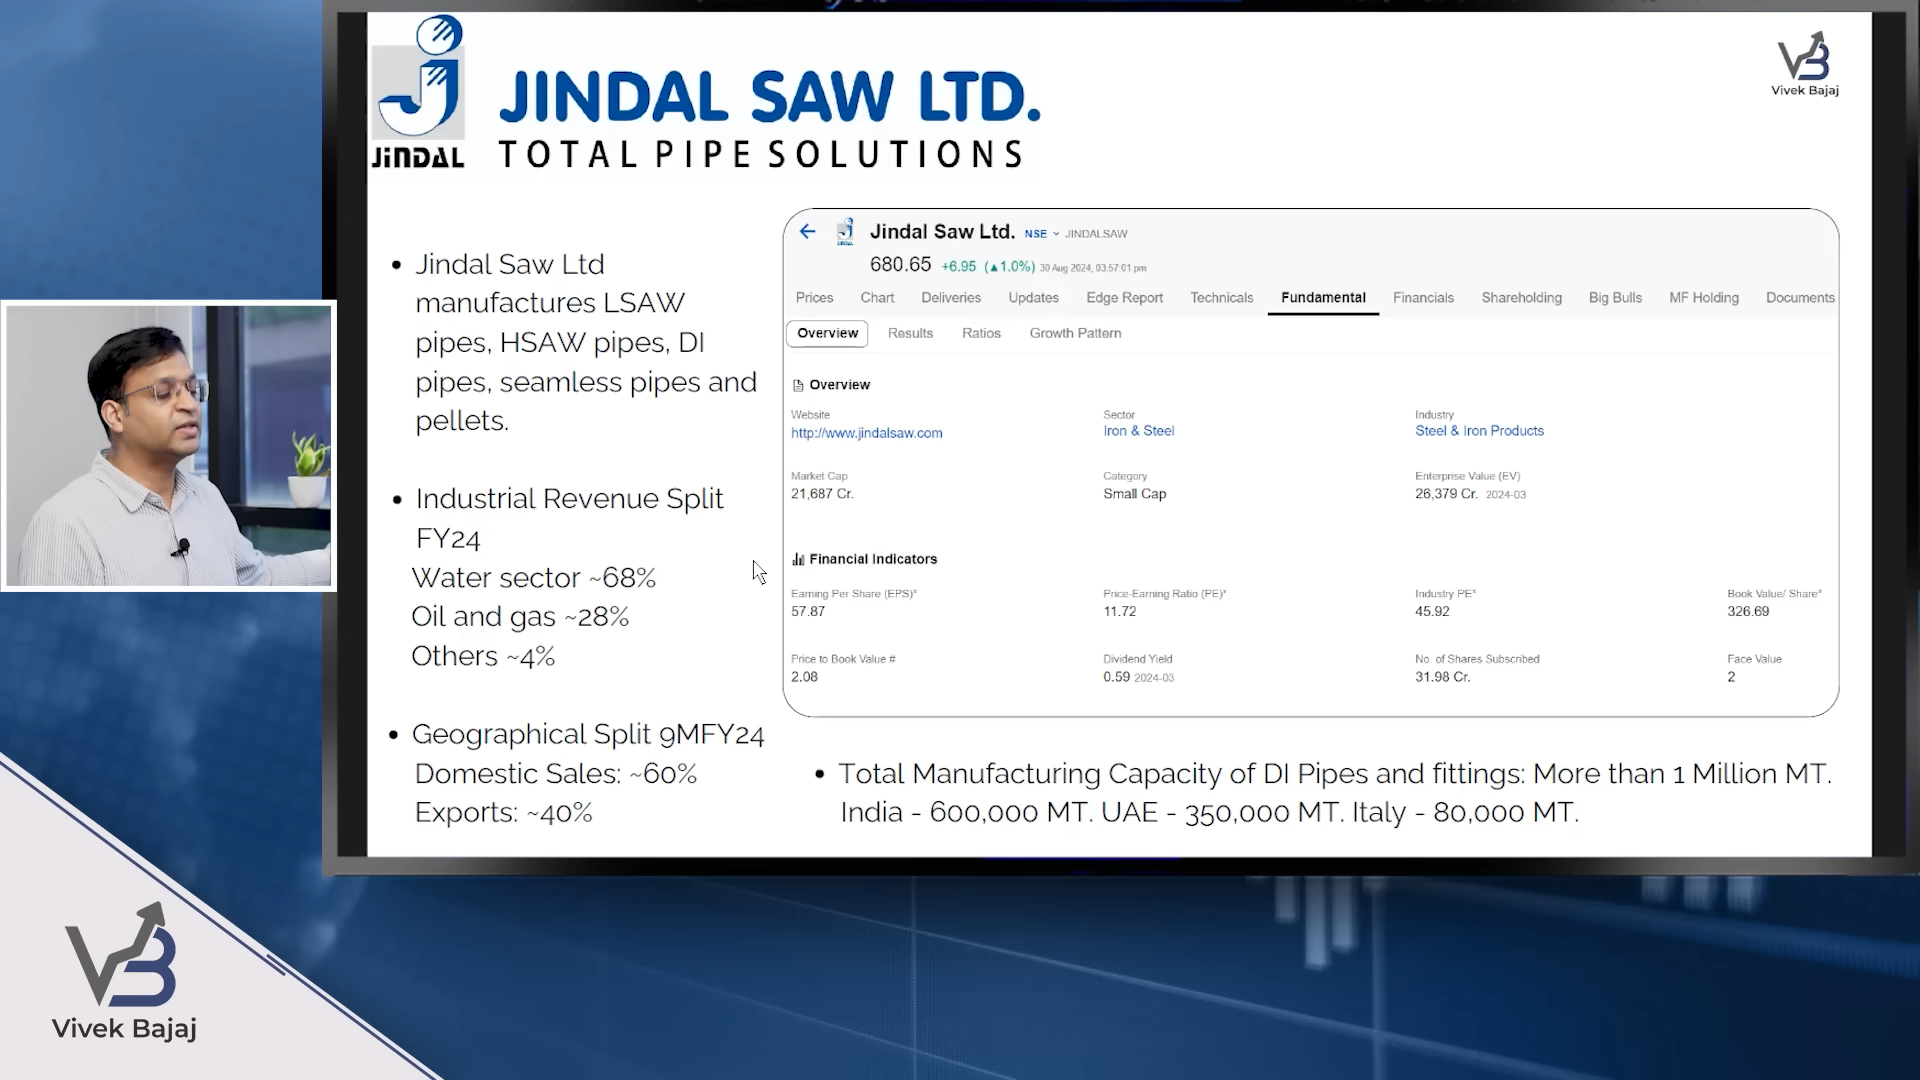 JINDAL
JINDAL SAW LTD.
TOTAL PIPE SOLUTIONS
VB
Vivek Bajaj
• Jindal Saw Ltd
manufactures LSAW
pipes, HSAW pipes, DI
pipes, seamless pipes and
pellets.
• Industrial Revenue Split
FY24
Water sector ~68%
Oil and gas ~28%
Others ~4%
• Geographical Split 9MFY24
Domestic Sales: ~60%
Exports: ~40%
Jindal Saw Ltd. NSE JINDALSAW
680.65 +6.95 (▲1.0%) 30 Aug 2024, 03:57:01 pm
Prices Chart Deliveries Updates Edge Report Technicals Fundamental Financials Shareholding Big Bulls MF Holding Documents
Overview Results Ratios Growth Pattern
Overview
Website Sector Industry
http://www.jindalsaw.com Iron & Steel Steel & Iron Products
Market Cap Category Enterprise Value (EV)
21,687 Cr. Small Cap 26,379 Cr. 2024-03
Financial Indicators
Earning Per Share (EPS)* Price-Earning Ratio (PE)* Industry PE* Book Value/ Share*
57.87 11.72 45.92 326.69
Price to Book Value # Dividend Yield No. of Shares Subscribed Face Value
2.08 0.59 2024-03 31.98 Cr. 2
• Total Manufacturing Capacity of DI Pipes and fittings: More than 1 Million MT.
India - 600,000 MT. UAE - 350,000 MT. Italy - 80,000 MT.
VB
Vivek Bajaj